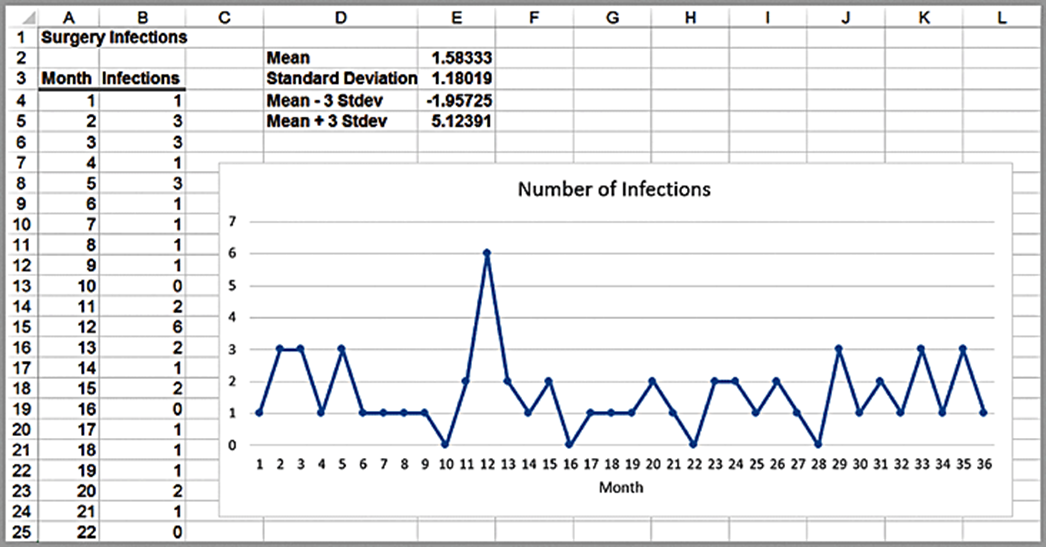 A B C D E F G H I J K L
1 Surgery Infections
2 Mean 1.58333
3 Month Infections Standard Deviation 1.18019
4 1 1 Mean - 3 Stdev -1.95725
5 2 3 Mean + 3 Stdev 5.12391
6 3 3
7 4 1
8 5 3
9 6 1
10 7 1
11 8 1
12 9 1
13 10 0
14 11 2
15 12 6
16 13 2
17 14 1
18 15 2
19 16 0
20 17 1
21 18 1
22 19 1
23 20 2
24 21 1
25 22 0
Number of Infections
7
6
5
4
3
2
1
0
1 2 3 4 5 6 7 8 9 10 11 12 13 14 15 16 17 18 19 20 21 22 23 24 25 26 27 28 29 30 31 32 33 34 35 36
Month